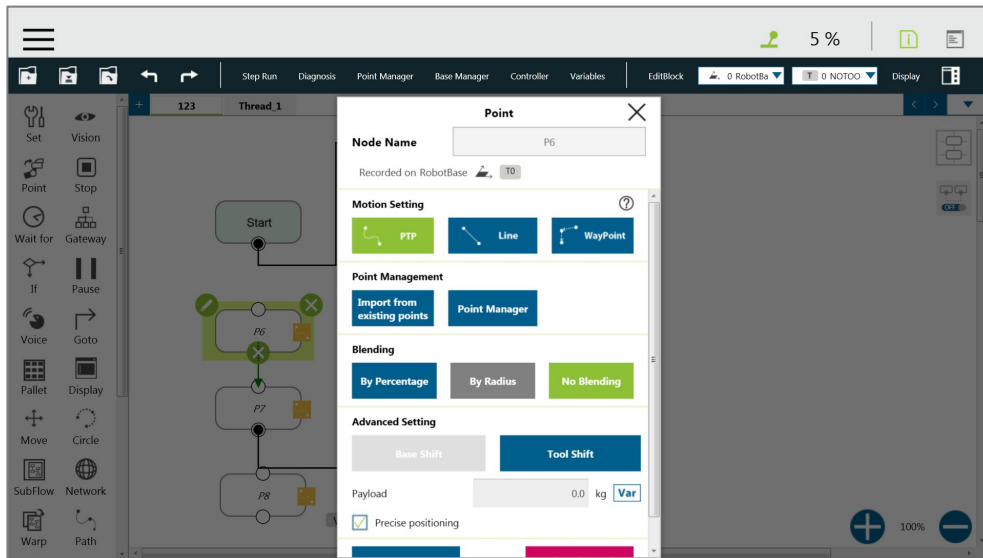 5 %
Step Run Diagnosis Point Manager Base Manager Controller Variables EditBlock 0 RobotBa T 0 NOTOO Display
123 Thread_1
Set Vision
Point Stop
Wait for Gateway
If Pause
Voice Goto
Pallet Display
Move Circle
SubFlow Network
Warp Path
Start
P6
P7
P8
Point
Node Name P6
Recorded on RobotBase T0
Motion Setting
PTP Line WayPoint
Point Management
Import from
existing points
Point Manager
Blending
By Percentage By Radius No Blending
Advanced Setting
Base Shift Tool Shift
Payload 0.0 kg Var
Precise positioning
OFF
100%